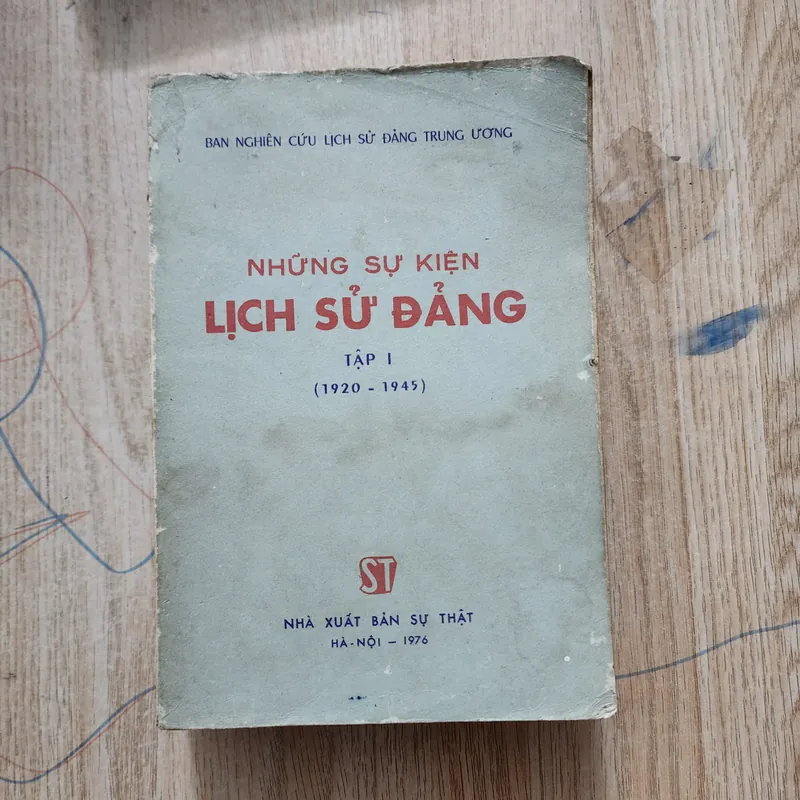 BAN NGHIÊN CỨU LỊCH SỬ ĐẢNG TRUNG ƯƠNG
NHỮNG SỰ KIỆN
LỊCH SỬ ĐẢNG
TẬP I
(1920 - 1945)
ST
NHÀ XUẤT BẢN SỰ THẬT
HÀ-NỘI - 1976